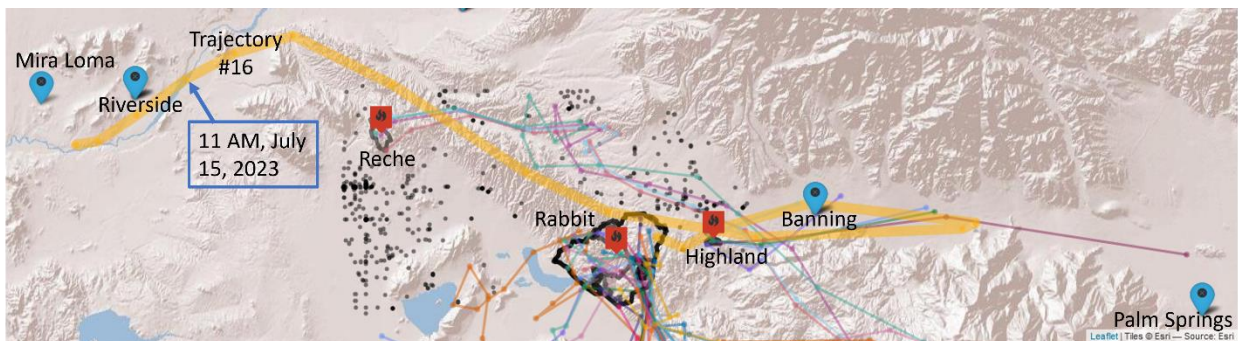 Trajectory
#16
Mira Loma
Riverside
11 AM, July
15, 2023
Reche
Rabbit
Banning
Highland
Palm Springs
Leaflet | Tiles © Esri — Source: Esri